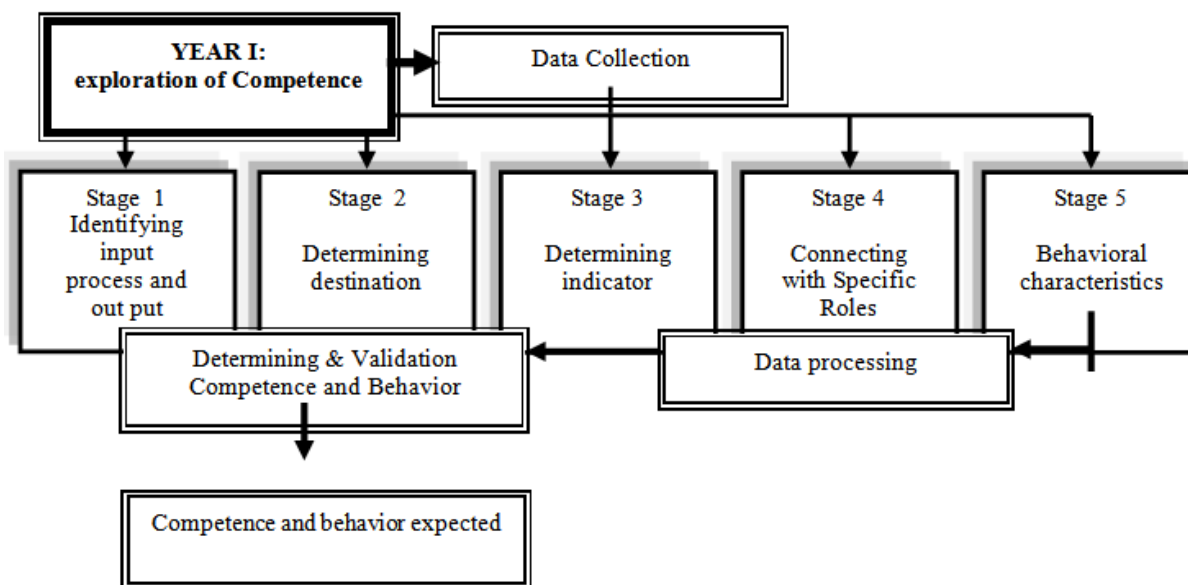 YEAR I:
exploration of Competence
Data Collection
Stage 1
Identifying
input
process and
out put
Stage 2
Determining
destination
Stage 3
Determining
indicator
Stage 4
Connecting
with Specific
Roles
Stage 5
Behavioral
characteristics
Determining & Validation
Competence and Behavior
Data processing
Competence and behavior expected